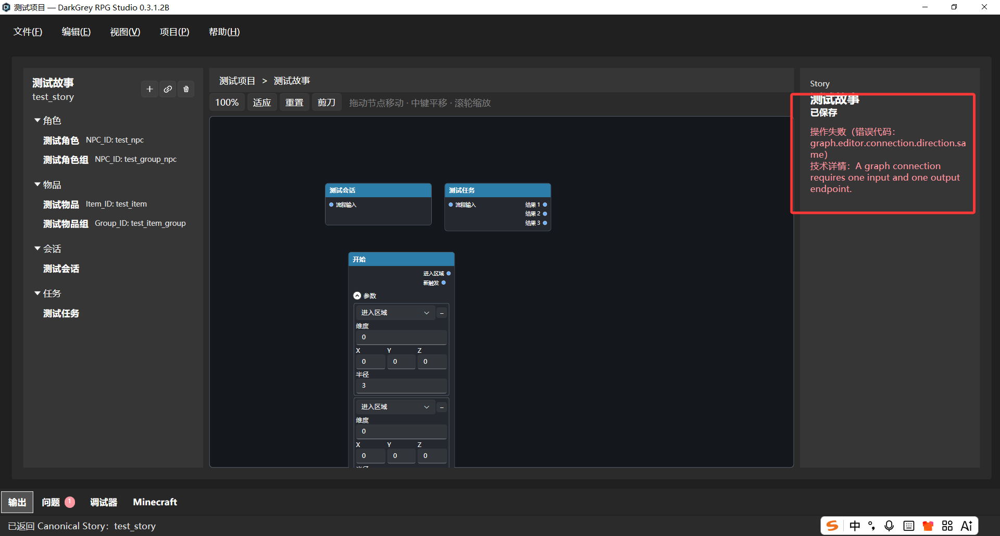 测试项目 — DarkGrey RPG Studio 0.3.1.2B
文件(F) 编辑(E) 视图(V) 项目(P) 帮助(H)
测试故事
test_story
角色
测试角色 NPC_ID: test_npc
测试角色组 NPC_ID: test_group_npc
物品
测试物品 Item_ID: test_item
测试物品组 Group_ID: test_item_group
会话
测试会话
任务
测试任务
测试项目 > 测试故事
100% 适应 重置 剪刀 拖动节点移动 · 中键平移 · 滚轮缩放
测试会话
流程输入
测试任务
流程输入 结果 1
结果 2
结果 3
开始
进入区域
新触发
参数
进入区域 –
维度
0
X Y Z
0 0 0
半径
3
进入区域 –
维度
0
X Y Z
0 0 0
半径
Story
测试故事
已保存
操作失败（错误代码：
graph.editor.connection.direction.sa
me）
技术详情：A graph connection
requires one input and one output
endpoint.
输出 问题 1 调试器 Minecraft
已返回 Canonical Story：test_story
中 Ai